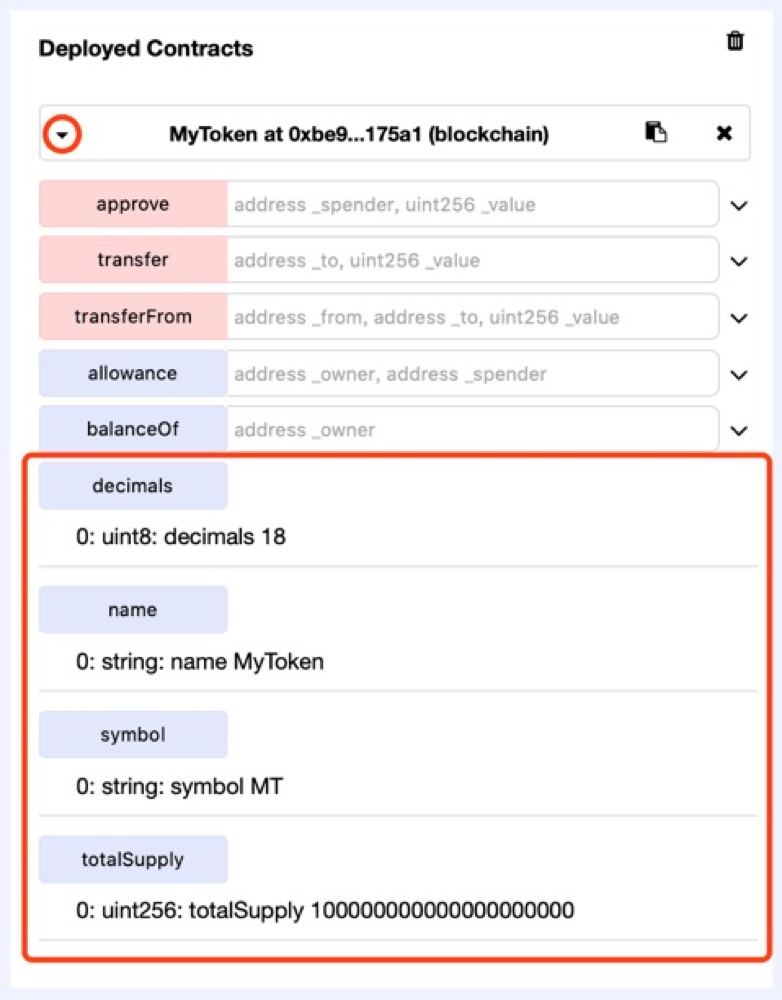 Deployed Contracts
MyToken at 0xbe9...175a1 (blockchain)
approve address _spender, uint256 _value
transfer address _to, uint256 _value
transferFrom address _from, address _to, uint256 _value
allowance address _owner, address _spender
balanceOf address _owner
decimals
0: uint8: decimals 18
name
0: string: name MyToken
symbol
0: string: symbol MT
totalSupply
0: uint256: totalSupply 1000000000000000000000